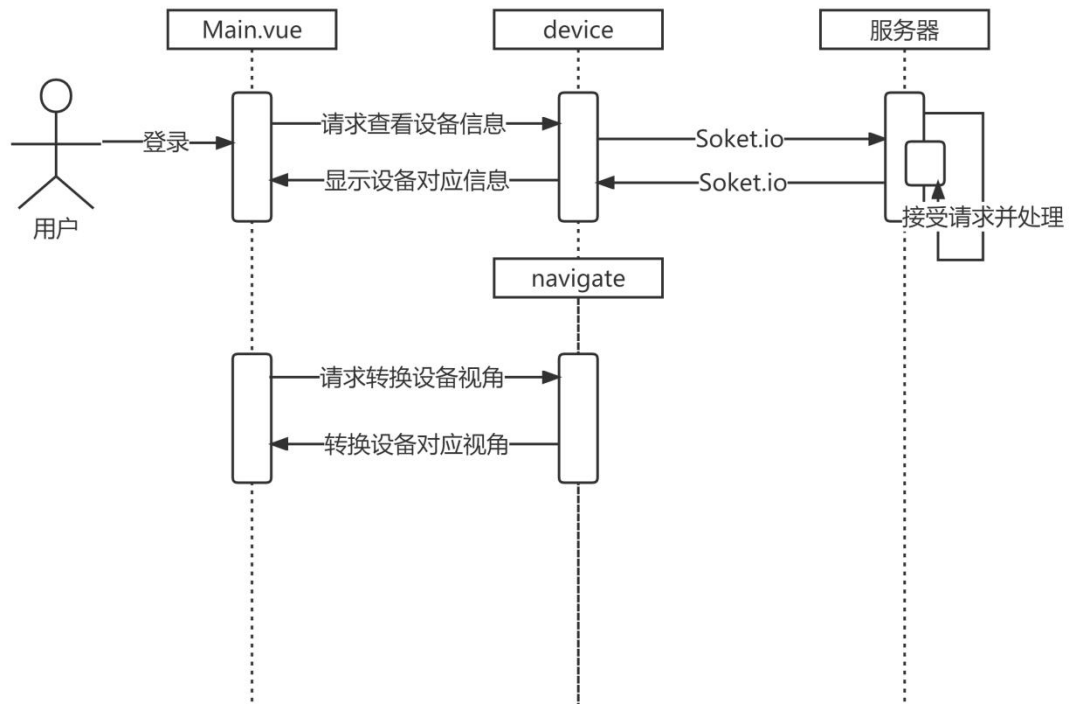 Main.vue
device
服务器
登录
请求查看设备信息
Soket.io
显示设备对应信息
Soket.io
接受请求并处理
用户
navigate
请求转换设备视角
转换设备对应视角